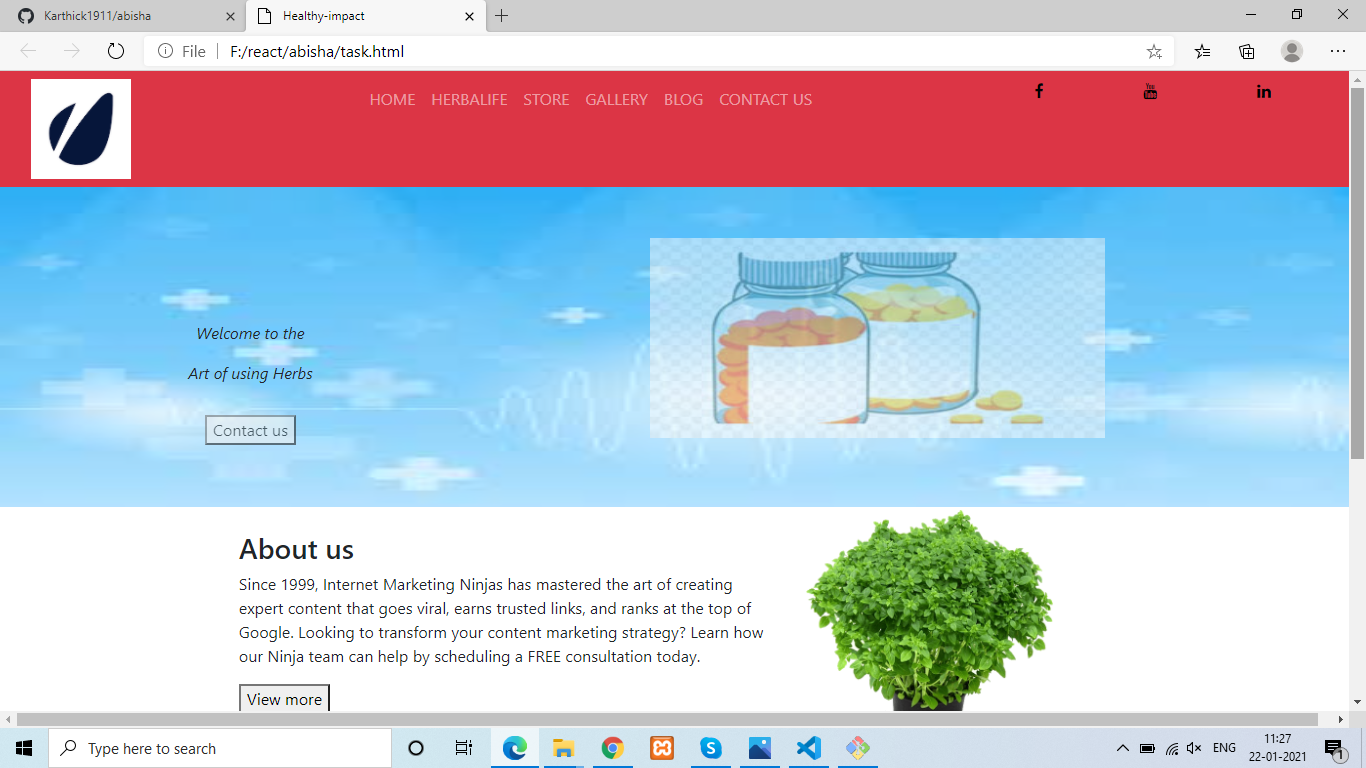 Karthick1911/abisha
Healthy-impact
File
F:/react/abisha/task.html
HOME HERBALIFE STORE GALLERY BLOG CONTACT US
You Tube
Welcome to the
Art of using Herbs
Contact us
About us
Since 1999, Internet Marketing Ninjas has mastered the art of creating
expert content that goes viral, earns trusted links, and ranks at the top of
Google. Looking to transform your content marketing strategy? Learn how
our Ninja team can help by scheduling a FREE consultation today.
View more
Type here to search
ENG
11:27
22-01-2021
1